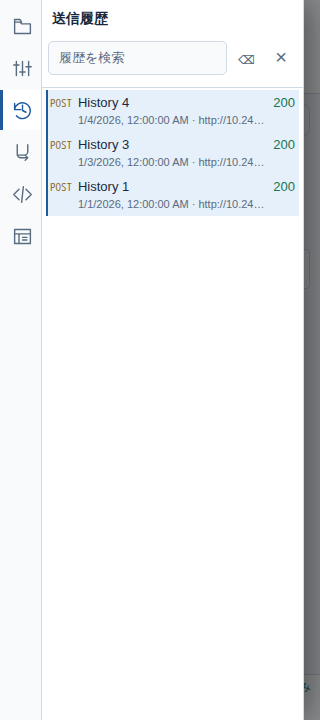 送信履歴
履歴を検索
POST History 4 200
1/4/2026, 12:00:00 AM · http://10.24…
POST History 3 200
1/3/2026, 12:00:00 AM · http://10.24…
POST History 1 200
1/1/2026, 12:00:00 AM · http://10.24…